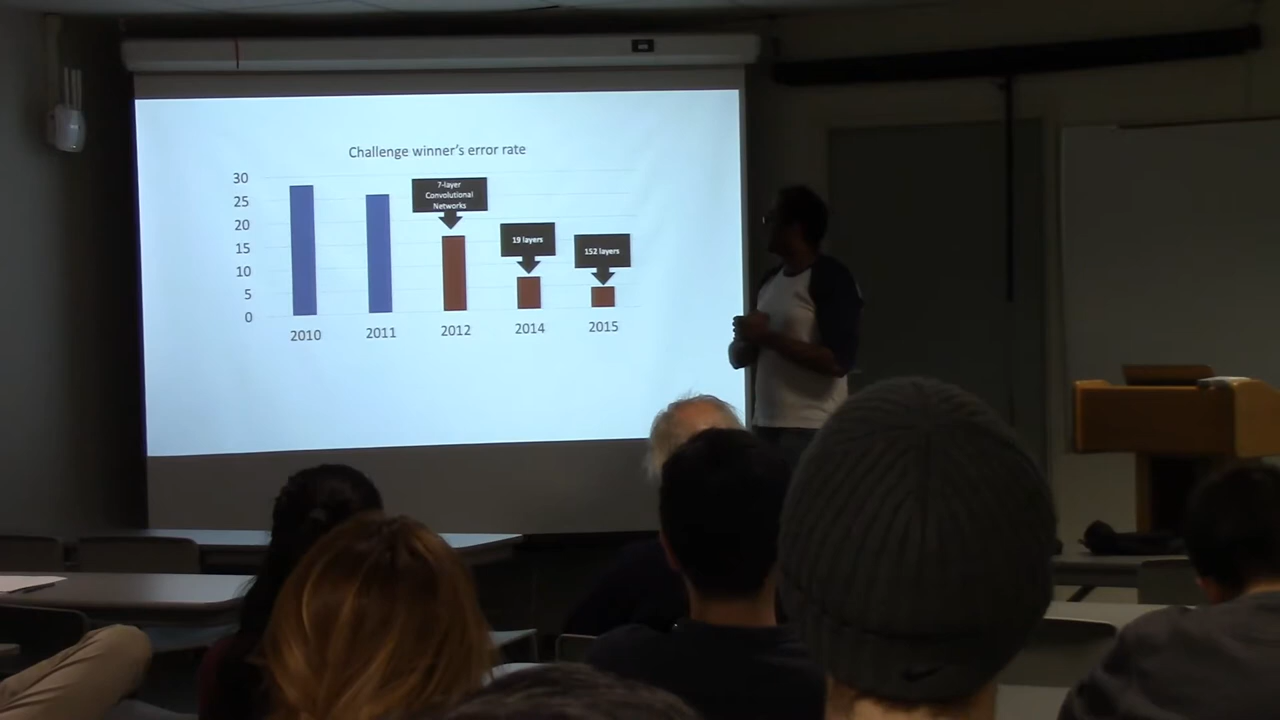 Challenge winner's error rate
30
25
20
15
10
5
0
7-layer
Convolutional
Networks
19 layers
152 layers
2010
2011
2012
2014
2015